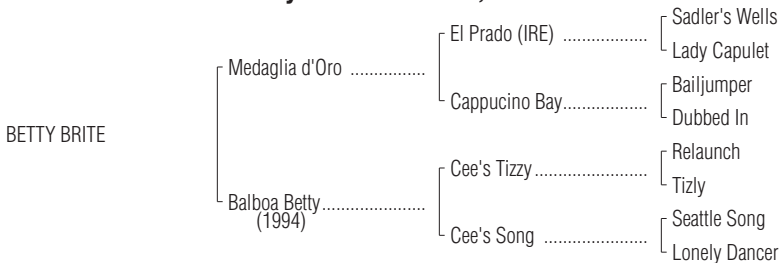 Sadler's Wells
El Prado (IRE) ..................
Lady Capulet
Medaglia d'Oro ................
Bailjumper
Cappucino Bay..................
Dubbed In
BETTY BRITE
Relaunch
Cee's Tizzy ........................
Tizly
Balboa Betty......................
(1994)
Seattle Song
Cee's Song ......................
Lonely Dancer